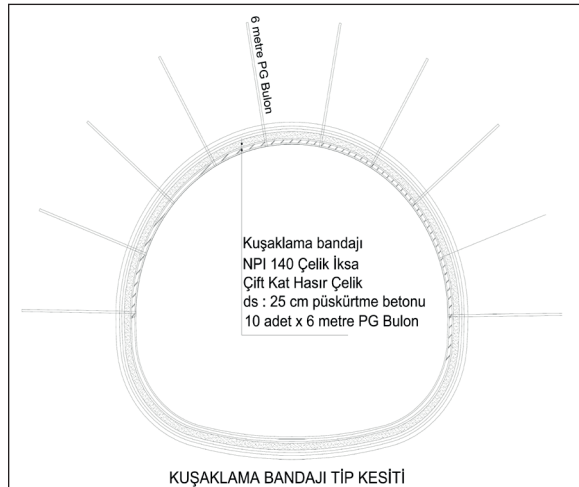 6 metre PG Bulon
Kuşaklama bandajı
NPI 140 Çelik İksa
Çift Kat Hasır Çelik
ds : 25 cm püskürtme betonu
10 adet x 6 metre PG Bulon
KUŞAKLAMA BANDAJI TİP KESİTİ